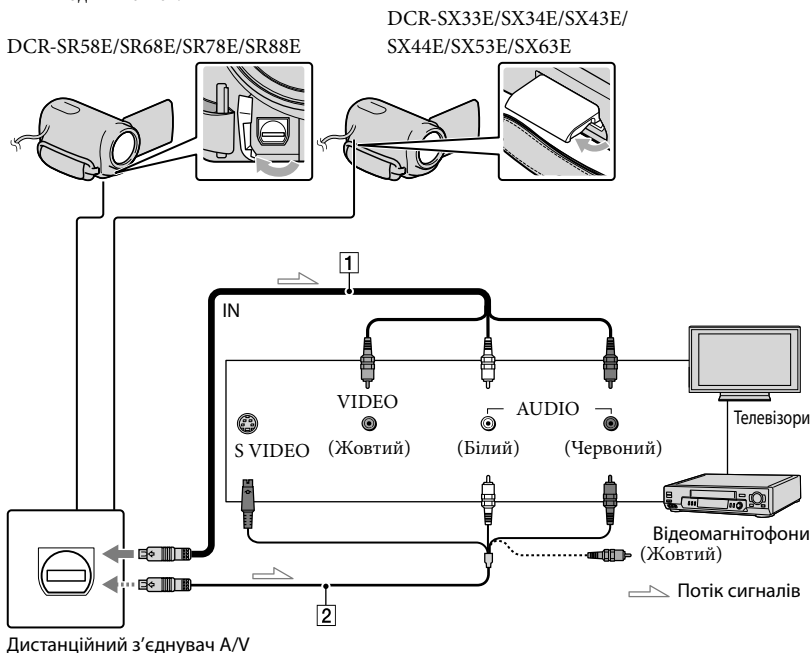 DCR-SX33E/SX34E/SX43E/
SX44E/SX53E/SX63E
DCR-SR58E/SR68E/SR78E/SR88E
1
IN
VIDEO
AUDIO
S VIDEO
(Жовтий)
(Білий)
(Червоний)
Телевізори
Відеомагнітофони
(Жовтий)
Потік сигналів
2
Дистанційний з’єднувач A/V